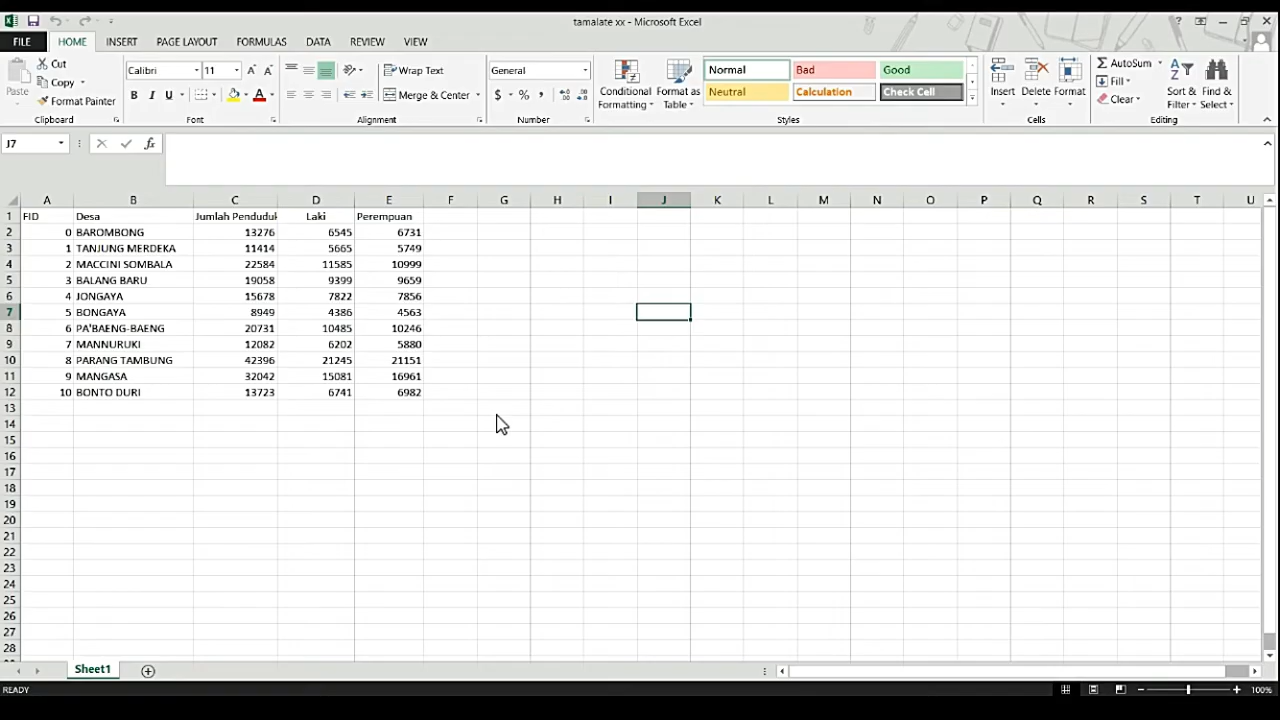 tamalate xx - Microsoft Excel
FILE HOME INSERT PAGE LAYOUT FORMULAS DATA REVIEW VIEW
Paste Cut Copy Format Painter Clipboard
Calibri 11 A A B I U A Font
Wrap Text Merge & Center Alignment
General $ % , Number
Conditional Formatting Format as Table Normal Bad Good Neutral Calculation Check Cell Styles
Insert Delete Format Cells
AutoSum Fill Clear Sort & Filter Find & Select Editing
J7 fx
A B C D E F G H I J K L M N O P Q R S T U
1 FID Desa Jumlah Penduduk Laki Perempuan
2 0 BAROMBONG 13276 6545 6731
3 1 TANJUNG MERDEKA 11414 5665 5749
4 2 MACCINI SOMBALA 22584 11585 10999
5 3 BALANG BARU 19058 9399 9659
6 4 JONGAYA 15678 7822 7856
7 5 BONGAYA 8949 4386 4563
8 6 PA'BAENG-BAENG 20731 10485 10246
9 7 MANNURUKI 12082 6202 5880
10 8 PARANG TAMBUNG 42396 21245 21151
11 9 MANGASA 32042 15081 16961
12 10 BONTO DURI 13723 6741 6982
13
14
15
16
17
18
19
20
21
22
23
24
25
26
27
28
Sheet1
READY 100%